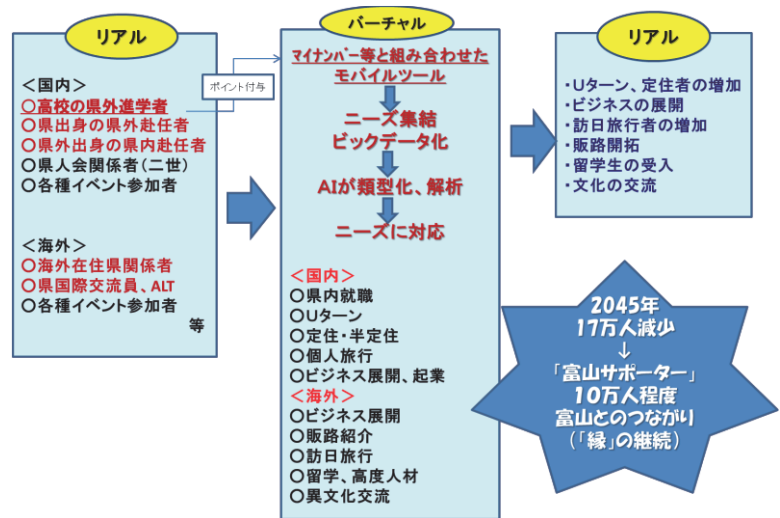 リアル
＜国内＞
○高校の県外進学者
○県出身の県外赴任者
○県外出身の県内赴任者
○県人会関係者(二世)
○各種イベント参加者
＜海外＞
○海外在住県関係者
○県国際交流員、ALT
○各種イベント参加者
等
ポイント付与
バーチャル
マイナンバー等と組み合わせた
モバイルツール
ニーズ集結
ビックデータ化
AIが類型化、解析
ニーズに対応
＜国内＞
○県内就職
○Uターン
○定住・半定住
○個人旅行
○ビジネス展開、起業
＜海外＞
○ビジネス展開
○販路紹介
○訪日旅行
○留学、高度人材
○異文化交流
リアル
・Uターン、定住者の増加
・ビジネスの展開
・訪日旅行者の増加
・販路開拓
・留学生の受入
・文化の交流
2045年
17万人減少
↓
「富山サポーター」
10万人程度
富山とのつながり
(「縁」の継続)